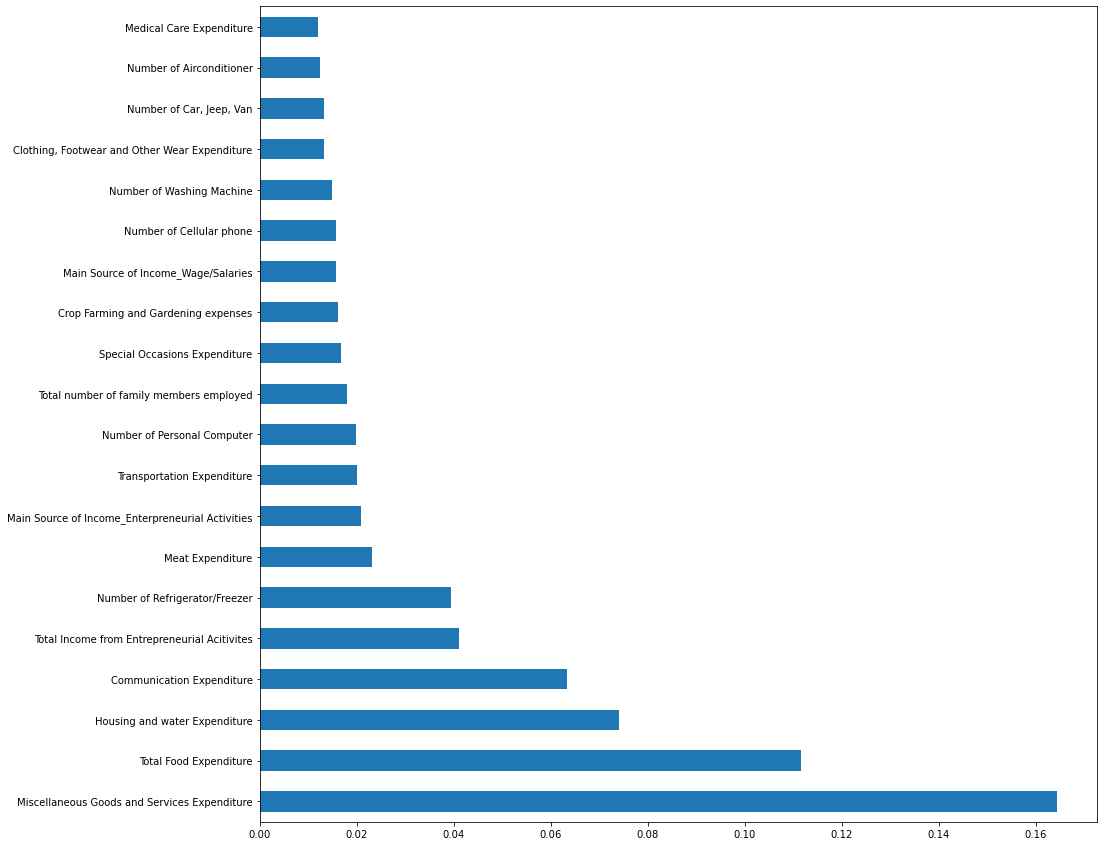 Medical Care Expenditure
Number of Airconditioner
Number of Car, Jeep, Van
Clothing, Footwear and Other Wear Expenditure
Number of Washing Machine
Number of Cellular phone
Main Source of Income_Wage/Salaries
Crop Farming and Gardening expenses
Special Occasions Expenditure
Total number of family members employed
Number of Personal Computer
Transportation Expenditure
Main Source of Income_Enterpreneurial Activities
Meat Expenditure
Number of Refrigerator/Freezer
Total Income from Entrepreneurial Acitivites
Communication Expenditure
Housing and water Expenditure
Total Food Expenditure
Miscellaneous Goods and Services Expenditure
0.00 0.02 0.04 0.06 0.08 0.10 0.12 0.14 0.16